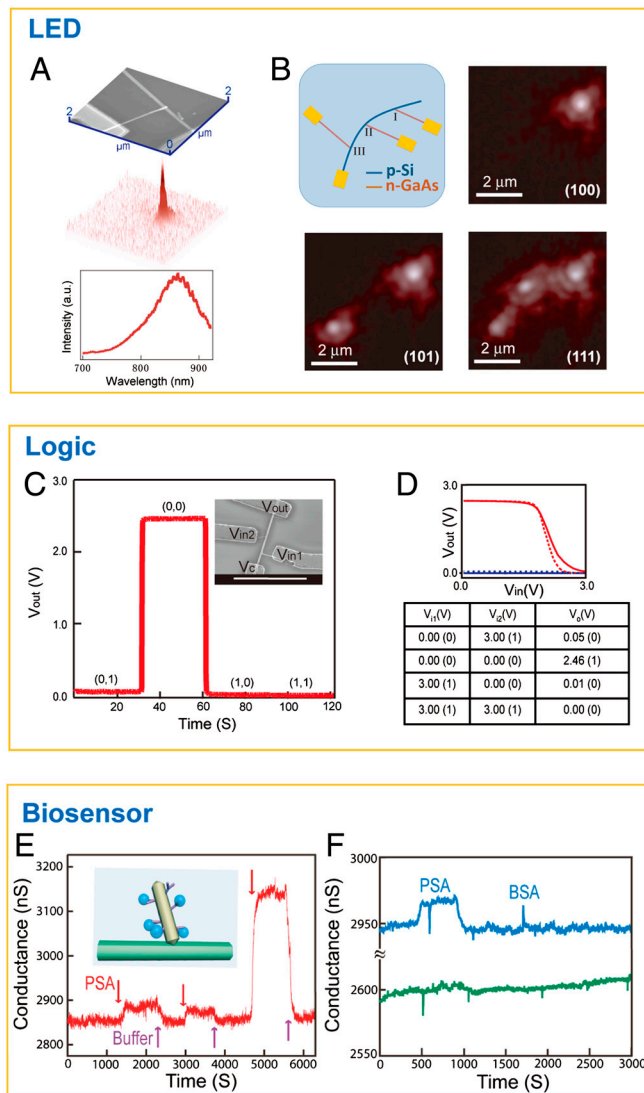 LED
A
2
μm
0
μm
2
Intensity (a.u.)
700
800
900
Wavelength (nm)
B
I
II
III
p-Si
n-GaAs
2 μm
(100)
2 μm
(101)
2 μm
(111)
Logic
C
3.0
2.0
1.0
0.0
Vout (V)
(0,1)
(0,0)
(1,0)
(1,1)
Vout
Vin2
Vin1
Vc
20
40
60
80
100
120
Time (S)
D
3.0
0.0
Vout (V)
Vin(V)
3.0
Vi1(V) Vi2(V) Vo(V)
0.00 (0) 3.00 (1) 0.05 (0)
0.00 (0) 0.00 (0) 2.46 (1)
3.00 (1) 0.00 (0) 0.01 (0)
3.00 (1) 3.00 (1) 0.00 (0)
Biosensor
E
3200
3100
3000
2900
2800
Conductance (nS)
PSA
Buffer
0
1000
2000
3000
4000
5000
6000
Time (S)
F
3000
2950
2600
2550
Conductance (nS)
PSA
BSA
0
500
1000
1500
2000
2500
3000
Time (S)